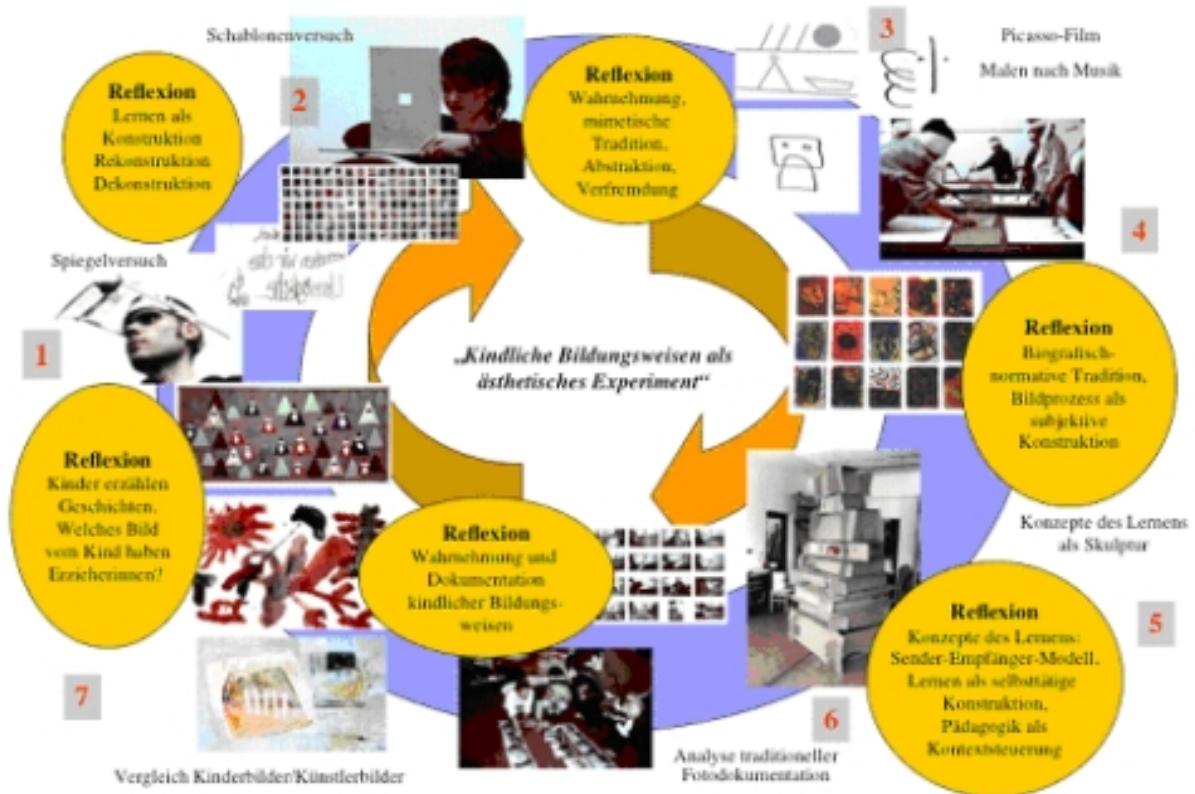 Schablonenversuch
2
Reflexion
Lernen als
Konstruktion
Rekonstruktion
Dekonstruktion
Reflexion
Wahrnehmung,
mimetische
Tradition,
Abstraktion,
Verfremdung
3
Picasso-Film
Malen nach Musik
4
Spiegelversuch
1
„Kindliche Bildungsweisen als
ästhetisches Experiment“
Reflexion
Biografisch-
normative Tradition,
Bildprozess als
subjektive
Konstruktion
Reflexion
Kinder erzählen
Geschichten,
Welches Bild
vom Kind haben
Erzieherinnen?
Reflexion
Wahrnehmung und
Dokumentation
kindlicher Bildungs-
weisen
Konzepte des Lernens
als Skulptur
5
Reflexion
Konzepte des Lernens:
Sender-Empfänger-Modell,
Lernen als selbsttätige
Konstruktion,
Pädagogik als
Kontextsteuerung
7
6
Vergleich Kinderbilder/Künstlerbilder
Analyse traditioneller
Fotodokumentation